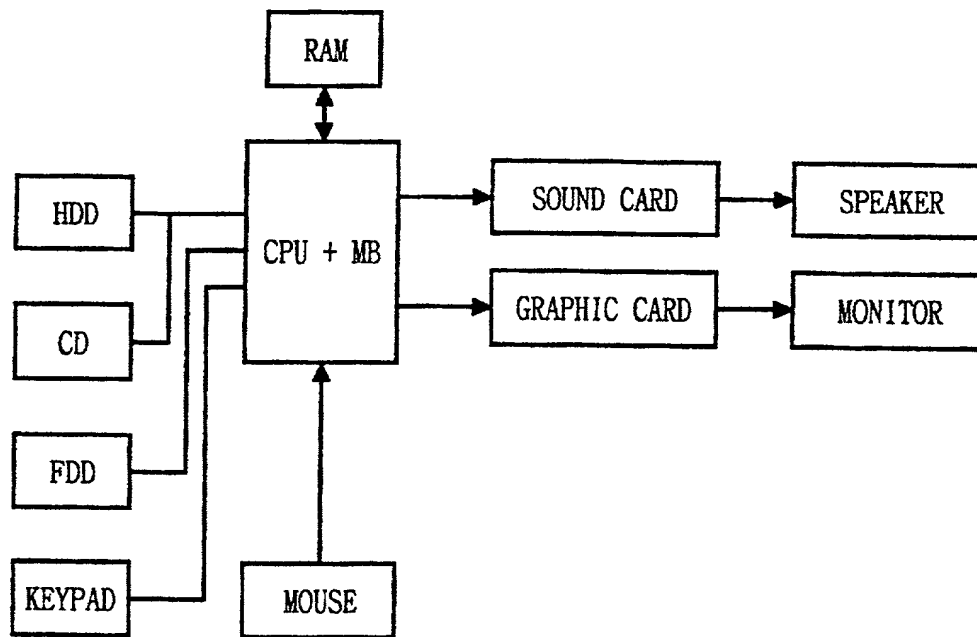 RAM
HDD
CPU + MB
SOUND CARD
SPEAKER
CD
GRAPHIC CARD
MONITOR
FDD
KEYPAD
MOUSE